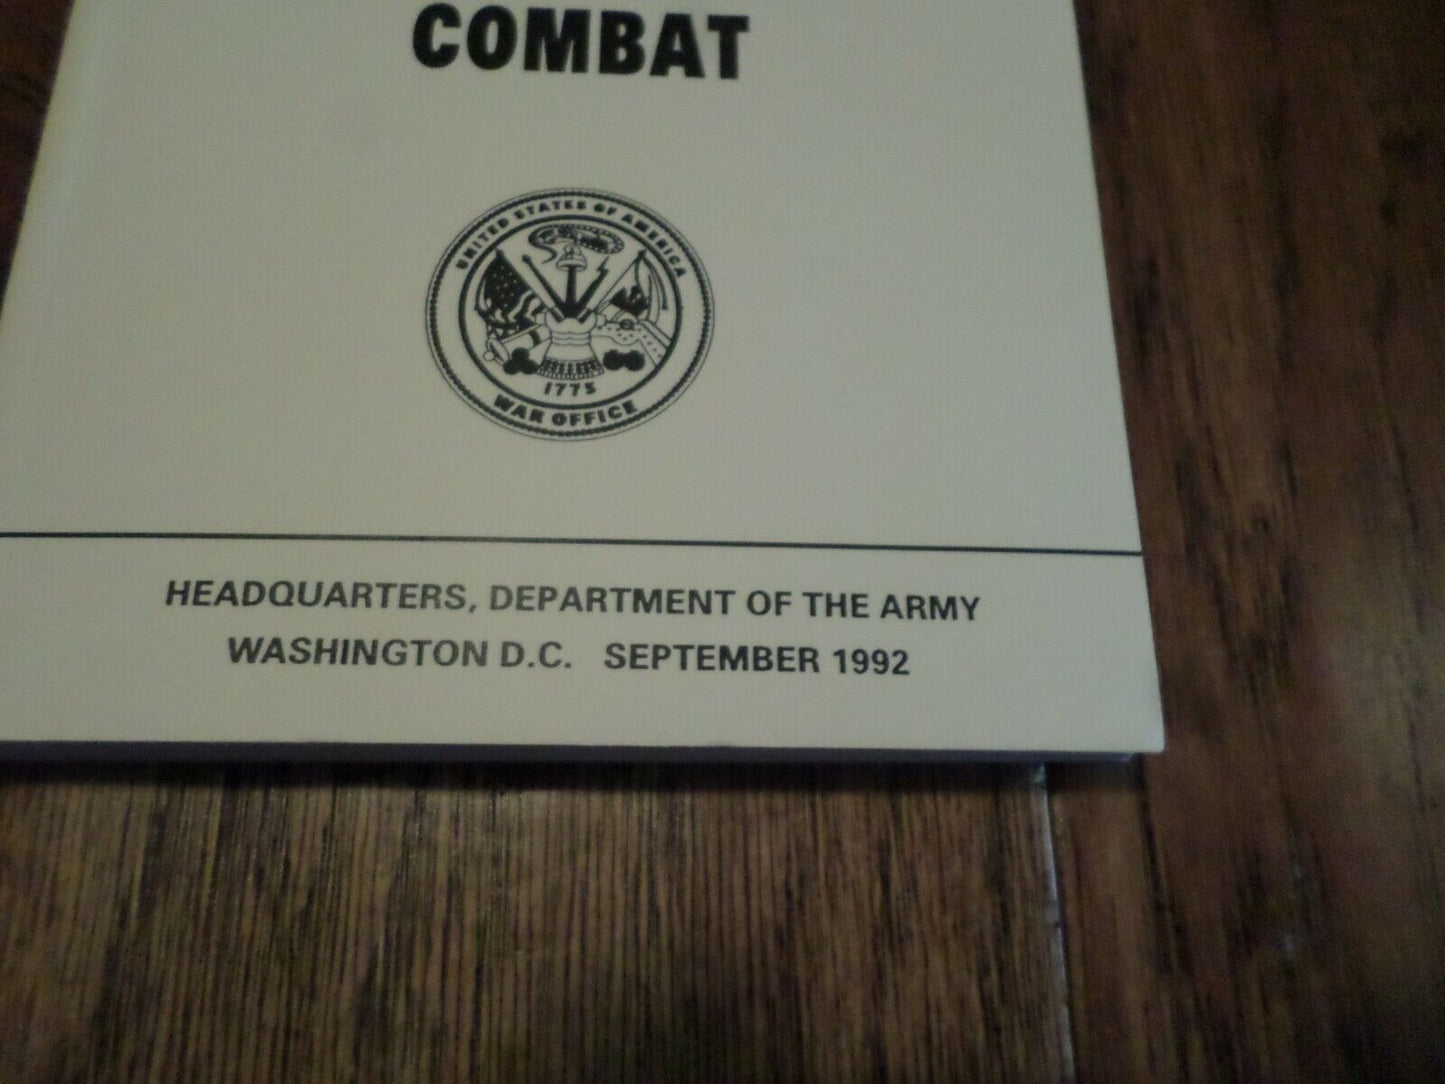 COMBAT
UNITED STATES OF AMERICA
1775
WAR OFFICE
HEADQUARTERS, DEPARTMENT OF THE ARMY
WASHINGTON D.C. SEPTEMBER 1992